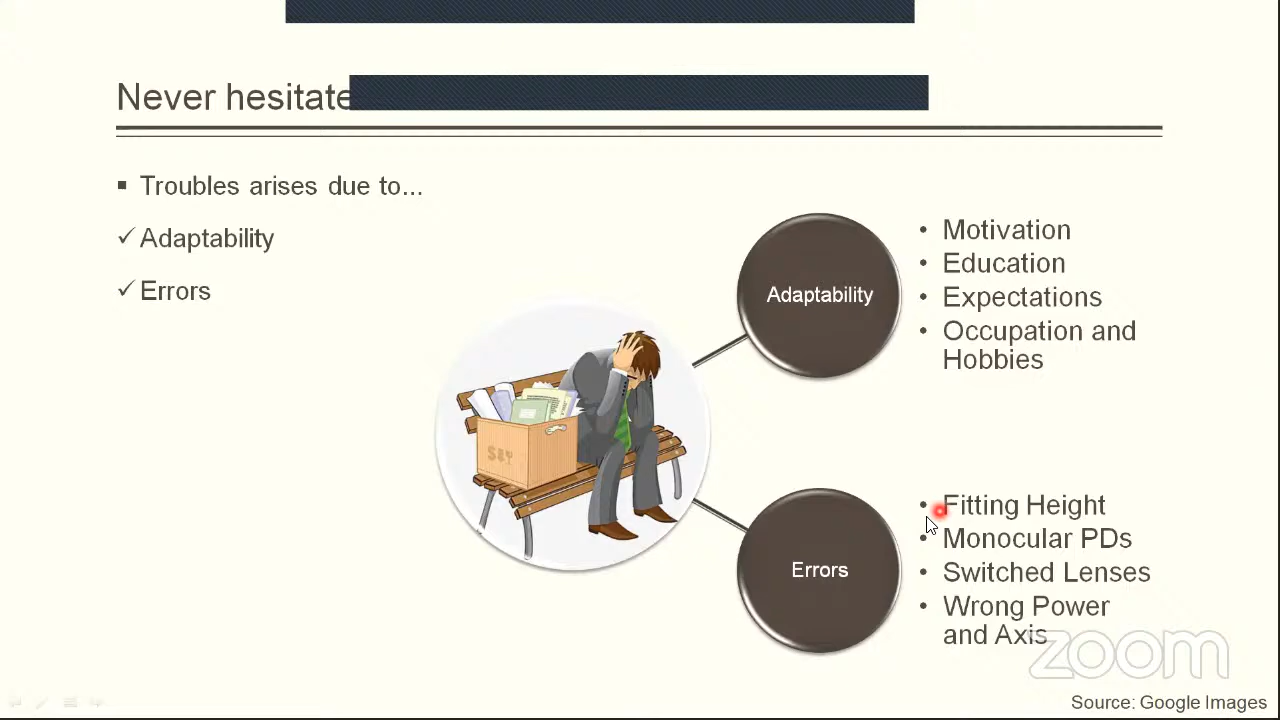 Never hesitate
Troubles arises due to...
Adaptability
Errors
Adaptability
Motivation
Education
Expectations
Occupation and
Hobbies
Errors
Fitting Height
Monocular PDs
Switched Lenses
Wrong Power
and Axis
zoom
Source: Google Images